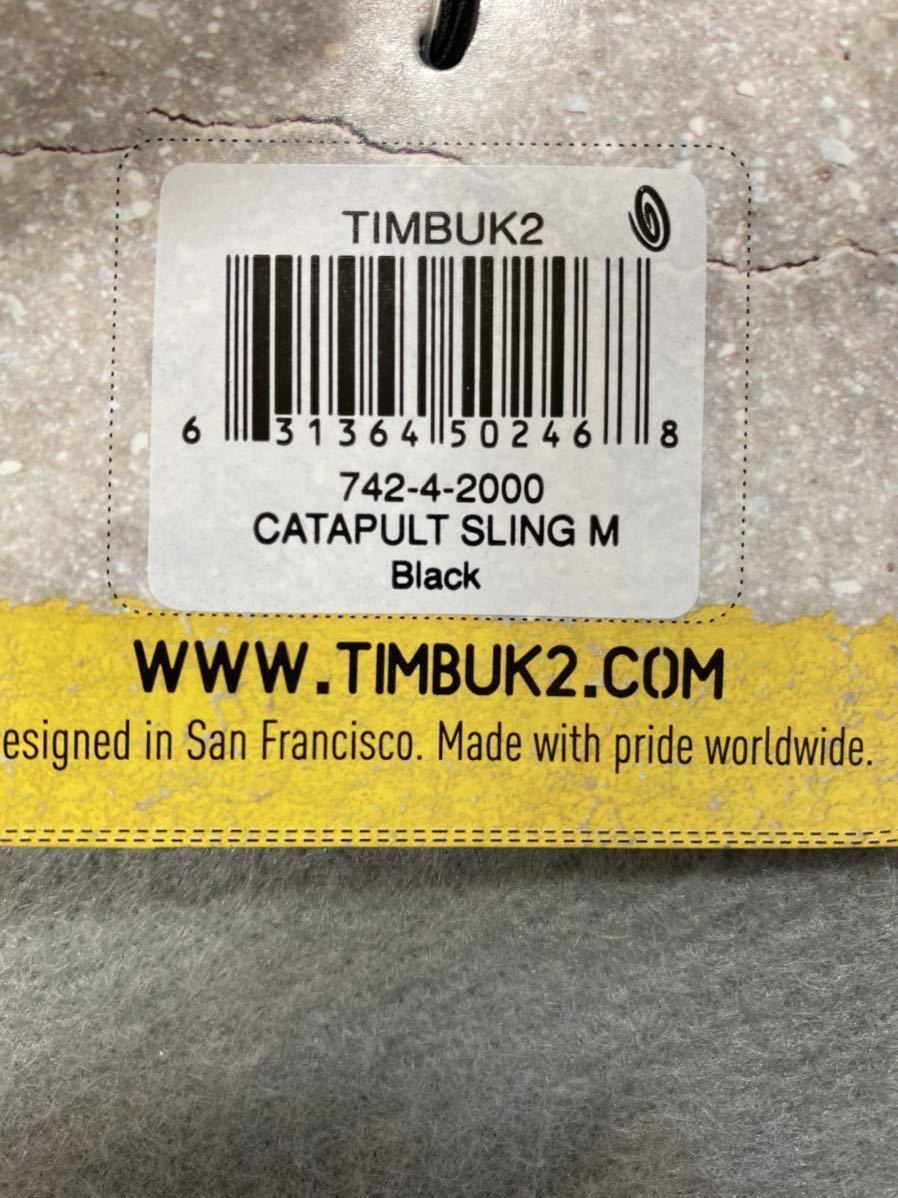 TIMBUK2
6 31364 50246 8
742-4-2000
CATAPULT SLING M
Black
WWW.TIMBUK2.COM
esigned in San Francisco. Made with pride worldwide.